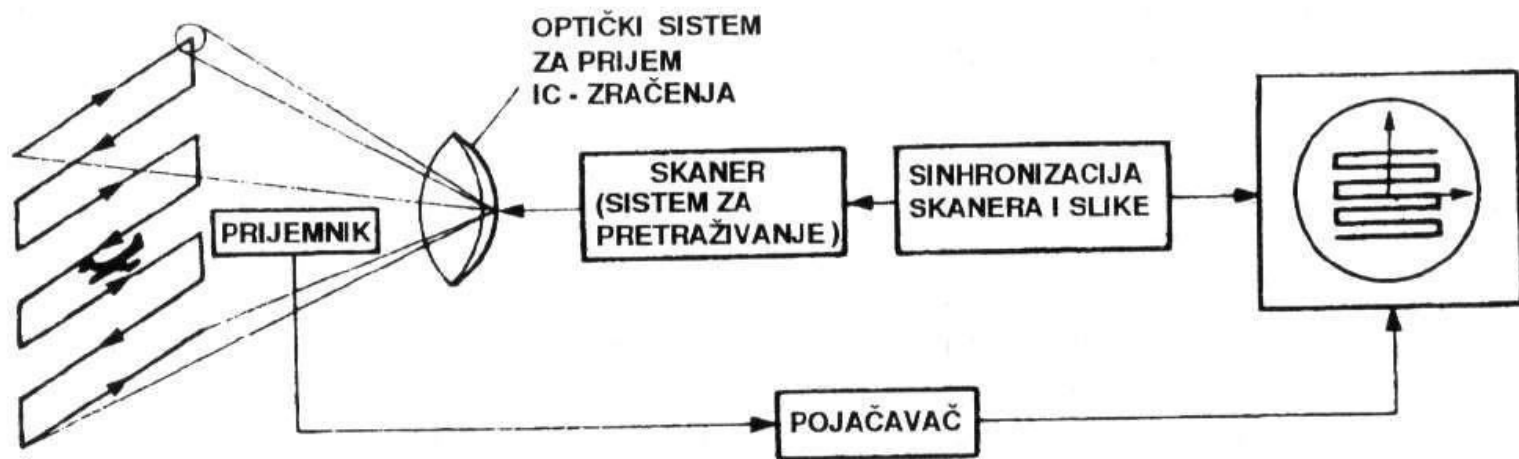 OPTIČKI SISTEM
ZA PRIJEM
IC - ZRAČENJA
SKANER
(SISTEM ZA
PRETRAŽIVANJE)
SINHRONIZACIJA
SKANERA I SLIKE
PRIJEMNIK
POJAČAVAČ